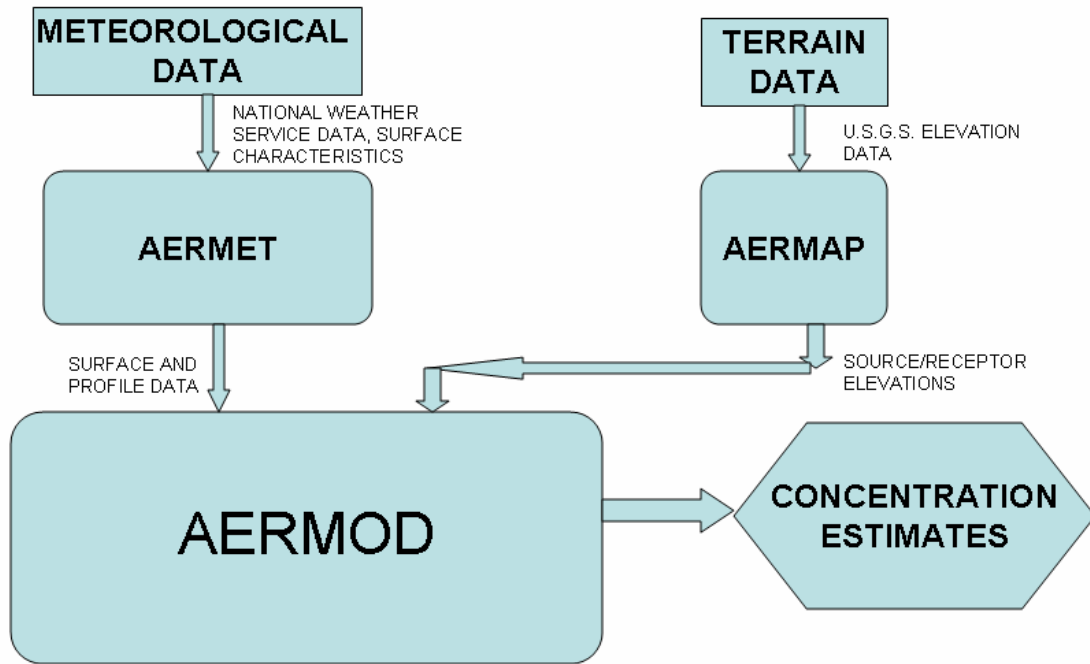 METEOROLOGICAL
DATA
TERRAIN
DATA
NATIONAL WEATHER
SERVICE DATA, SURFACE
CHARACTERISTICS
U.S.G.S. ELEVATION
DATA
AERMET
AERMAP
SURFACE AND
PROFILE DATA
SOURCE/RECEPTOR
ELEVATIONS
AERMOD
CONCENTRATION
ESTIMATES